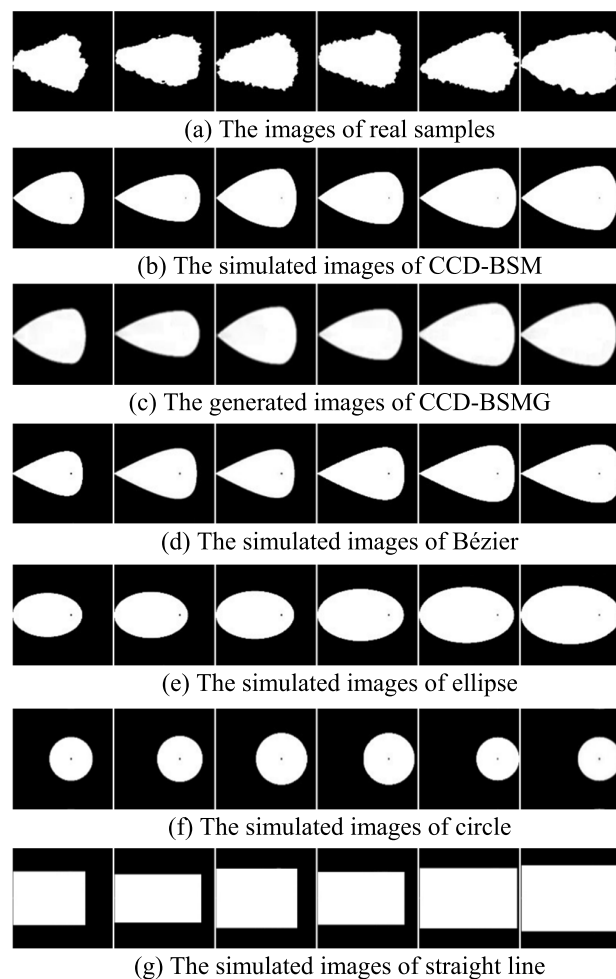 (a) The images of real samples
(b) The simulated images of CCD-BSM
(c) The generated images of CCD-BSMG
(d) The simulated images of Bézier
(e) The simulated images of ellipse
(f) The simulated images of circle
(g) The simulated images of straight line